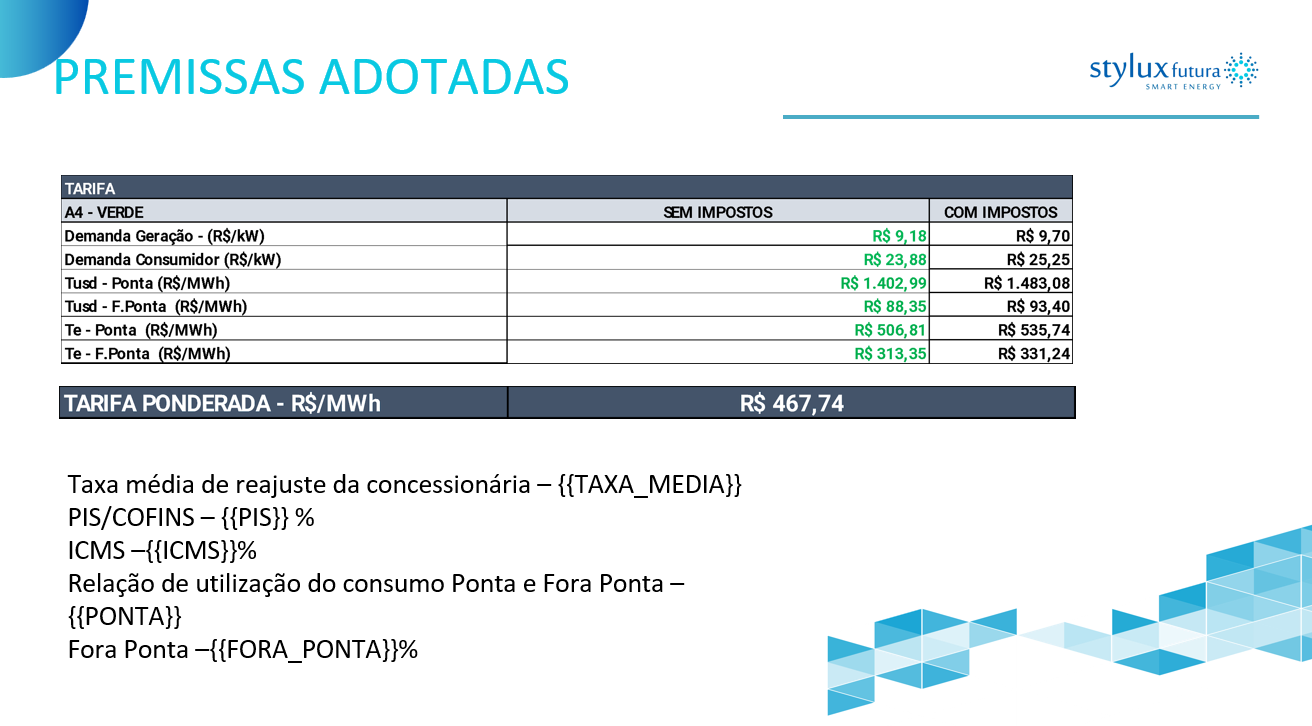 PREMISSAS ADOTADAS
stylux futura
SMART ENERGY
TARIFA
A4 - VERDE SEM IMPOSTOS COM IMPOSTOS
Demanda Geração - (R$/kW) R$ 9,18 R$ 9,70
Demanda Consumidor (R$/kW) R$ 23,88 R$ 25,25
Tusd - Ponta (R$/MWh) R$ 1.402,99 R$ 1.483,08
Tusd - F.Ponta (R$/MWh) R$ 88,35 R$ 93,40
Te - Ponta (R$/MWh) R$ 506,81 R$ 535,74
Te - F.Ponta (R$/MWh) R$ 313,35 R$ 331,24
TARIFA PONDERADA - R$/MWh R$ 467,74
Taxa média de reajuste da concessionária – {{TAXA_MEDIA}}
PIS/COFINS – {{PIS}} %
ICMS –{{ICMS}}%
Relação de utilização do consumo Ponta e Fora Ponta –
{{PONTA}}
Fora Ponta –{{FORA_PONTA}}%